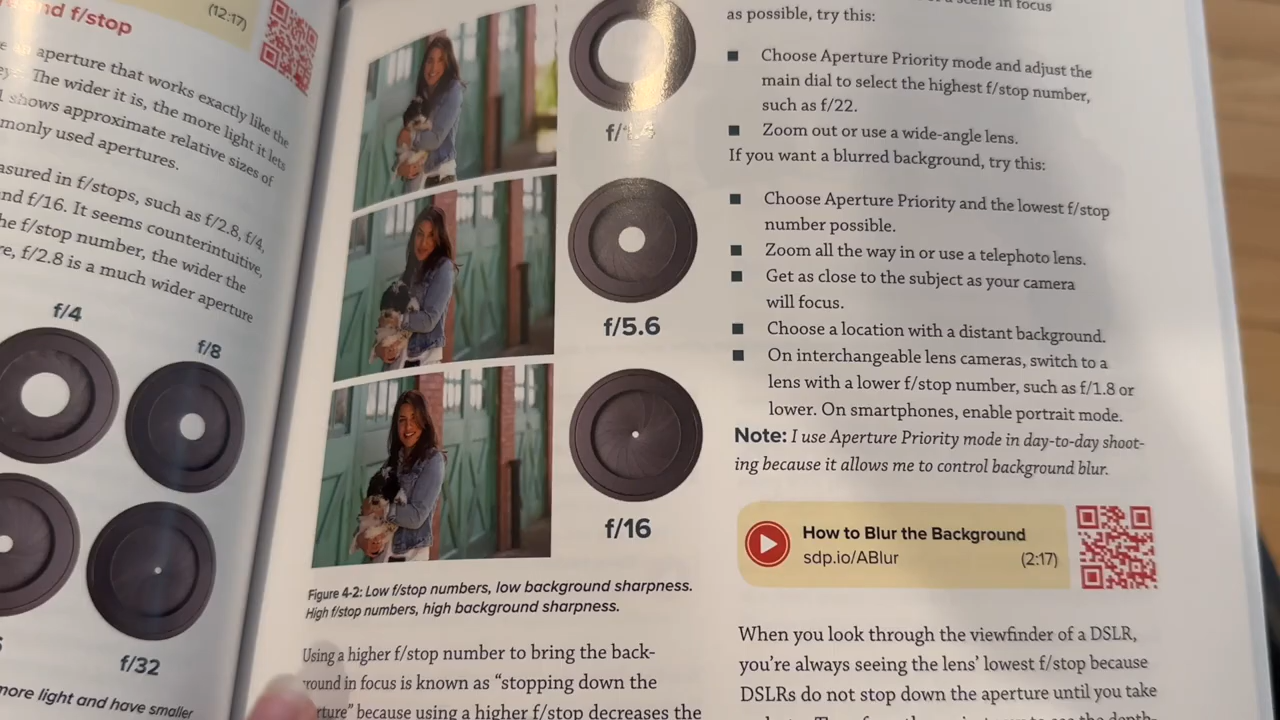 nd f/stop
(12:17)
aperture that works exactly like the
The wider it is, the more light it lets
shows approximate relative sizes of
monly used apertures.
asured in f/stops, such as f/2.8, f/4,
nd f/16. It seems counterintuitive,
he f/stop number, the wider the
re, f/2.8 is a much wider aperture
f/4
f/8
f/32
more light and have smaller
f/5.6
f/16
Figure 4-2: Low f/stop numbers, low background sharpness.
High f/stop numbers, high background sharpness.
Using a higher f/stop number to bring the back-
round in focus is known as “stopping down the
rture” because using a higher f/stop decreases the
scene in focus
as possible, try this:
■ Choose Aperture Priority mode and adjust the
main dial to select the highest f/stop number,
such as f/22.
■ Zoom out or use a wide-angle lens.
If you want a blurred background, try this:
■ Choose Aperture Priority and the lowest f/stop
number possible.
■ Zoom all the way in or use a telephoto lens.
■ Get as close to the subject as your camera
will focus.
■ Choose a location with a distant background.
■ On interchangeable lens cameras, switch to a
lens with a lower f/stop number, such as f/1.8 or
lower. On smartphones, enable portrait mode.
Note: I use Aperture Priority mode in day-to-day shoot-
ing because it allows me to control background blur.
How to Blur the Background
sdp.io/ABlur (2:17)
When you look through the viewfinder of a DSLR,
you’re always seeing the lens’ lowest f/stop because
DSLRs do not stop down the aperture until you take